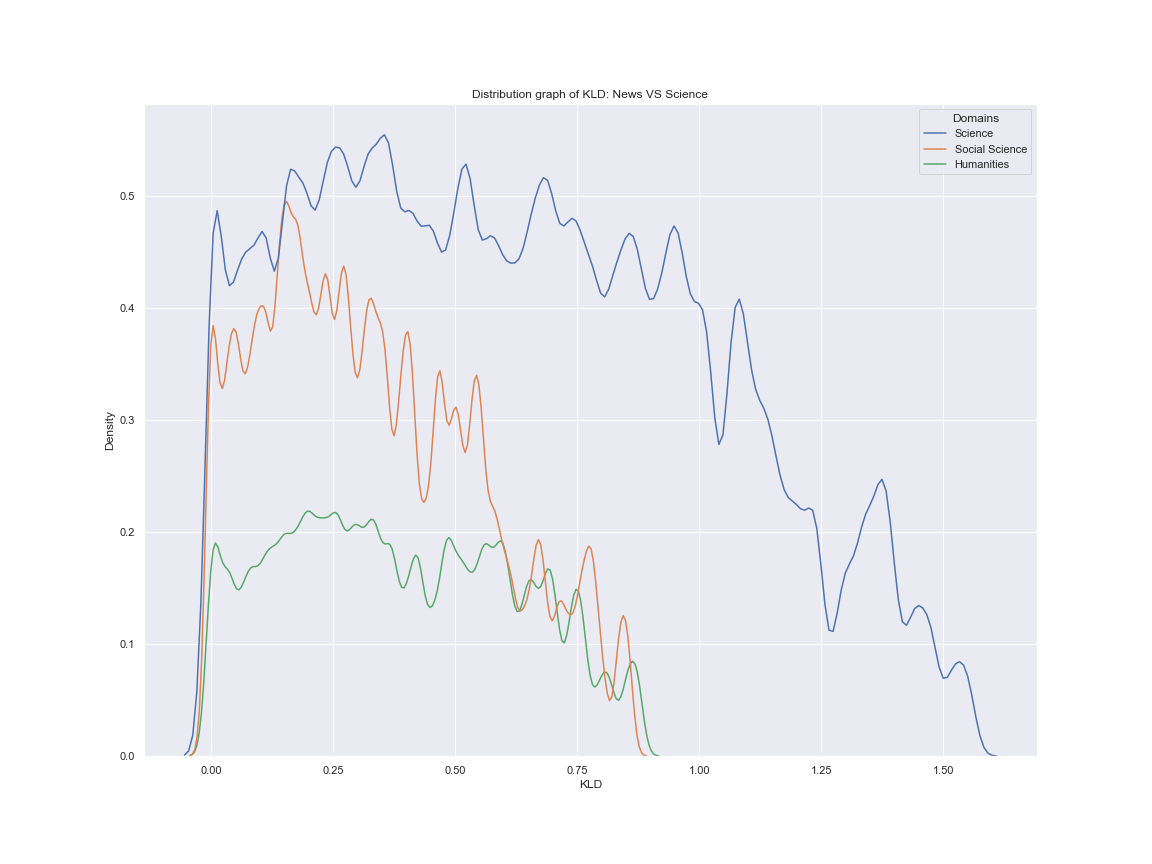 Distribution graph of KLD: News VS Science
Domains
Science
Social Science
Humanities
Density
0.5
0.4
0.3
0.2
0.1
0.0
0.00 0.25 0.50 0.75 1.00 1.25 1.50
KLD